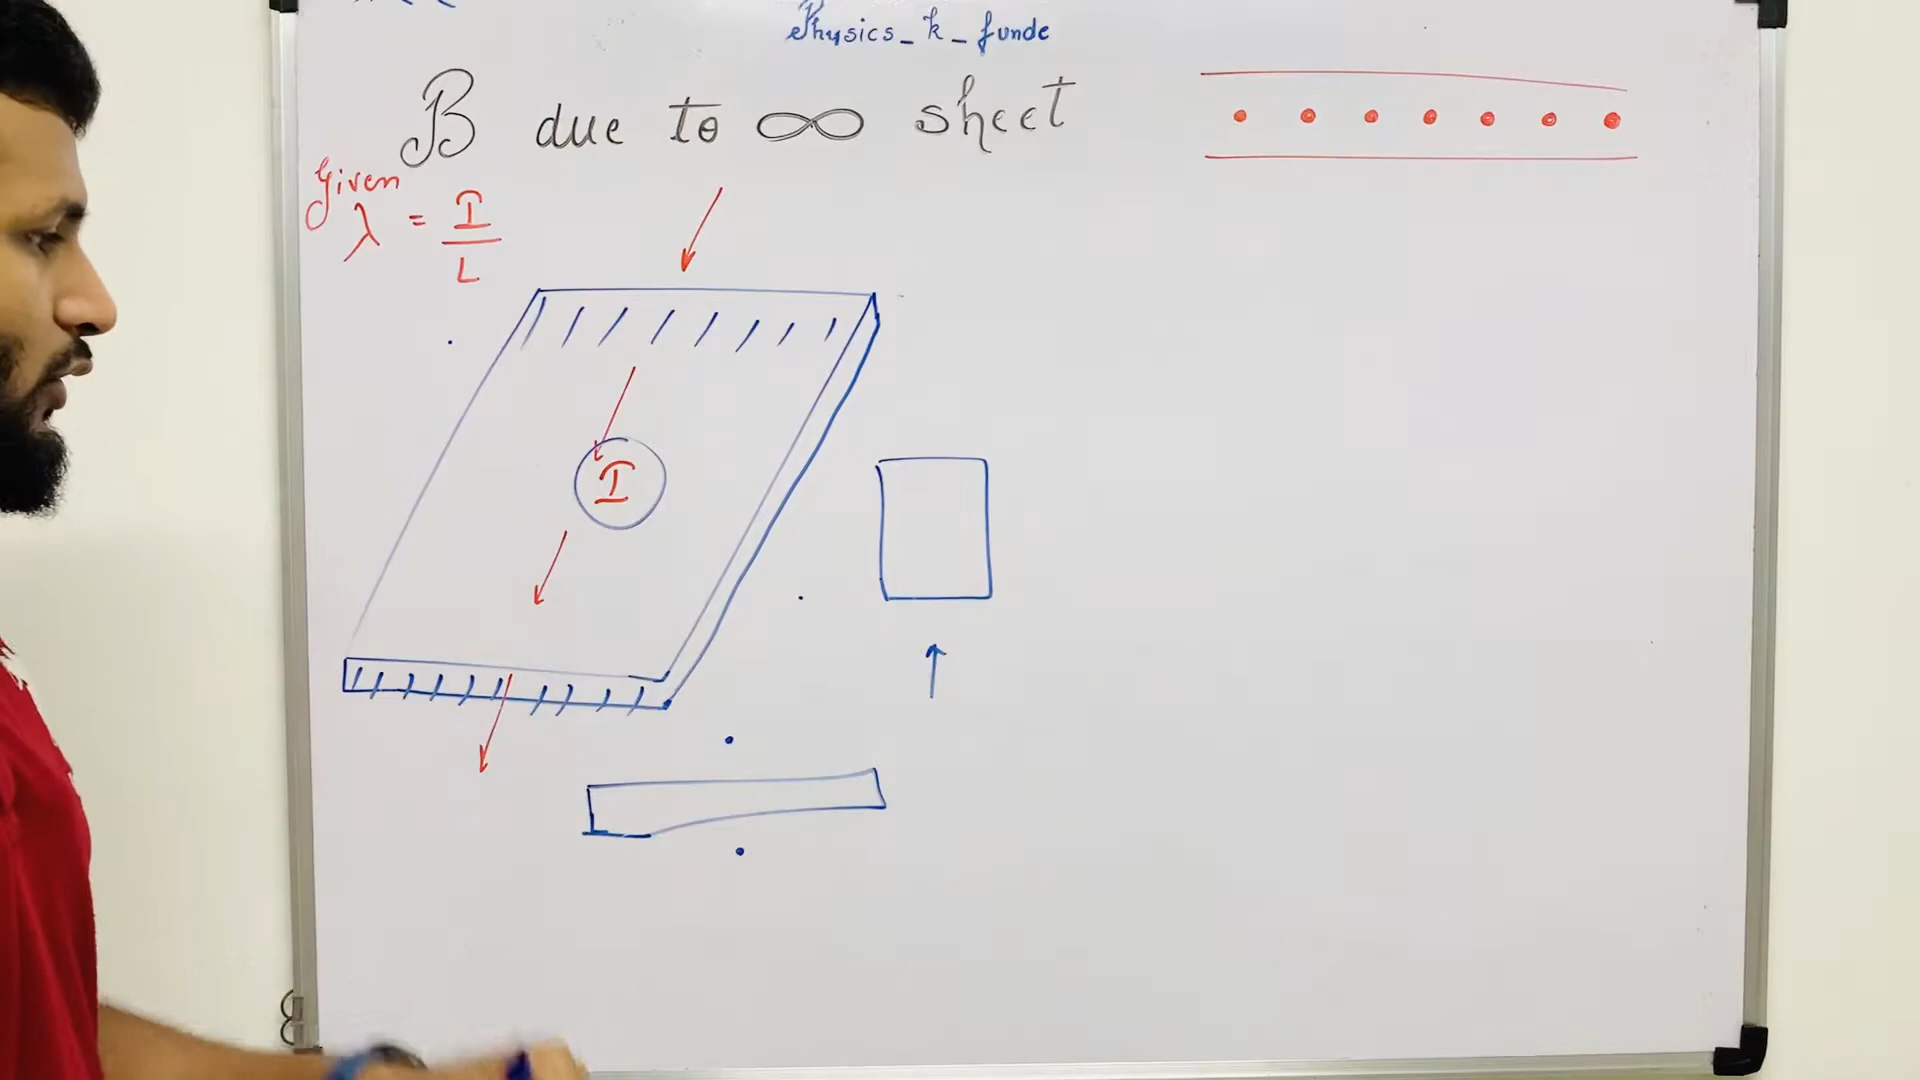 Physics_k_funde
B due to ∞ sheet
Given
λ = I / L
I